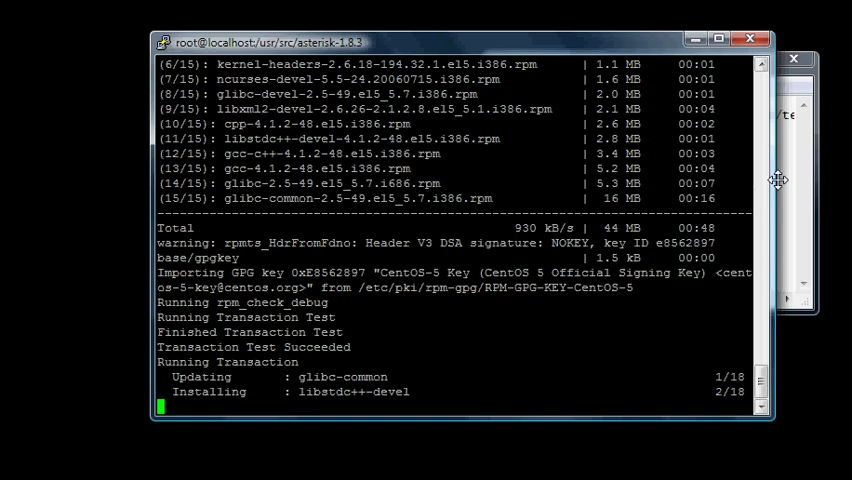 root@localhost:/usr/src/asterisk-1.8.3
(6/15): kernel-headers-2.6.18-194.32.1.el5.i386.rpm | 1.1 MB 00:01
(7/15): ncurses-devel-5.5-24.20060715.i386.rpm | 1.6 MB 00:01
(8/15): glibc-devel-2.5-49.el5_5.7.i386.rpm | 2.0 MB 00:01
(9/15): libxml2-devel-2.6.26-2.1.2.8.el5_5.1.i386.rpm | 2.1 MB 00:04
(10/15): cpp-4.1.2-48.el5.i386.rpm | 2.6 MB 00:02
(11/15): libstdc++-devel-4.1.2-48.el5.i386.rpm | 2.8 MB 00:01
(12/15): gcc-c++-4.1.2-48.el5.i386.rpm | 3.4 MB 00:03
(13/15): gcc-4.1.2-48.el5.i386.rpm | 5.2 MB 00:04
(14/15): glibc-2.5-49.el5_5.7.i686.rpm | 5.3 MB 00:07
(15/15): glibc-common-2.5-49.el5_5.7.i386.rpm | 16 MB 00:16
--------------------------------------------------------------------------------
Total 930 kB/s | 44 MB 00:48
warning: rpmts_HdrFromFdno: Header V3 DSA signature: NOKEY, key ID e8562897
base/gpgkey | 1.5 kB 00:00
Importing GPG key 0xE8562897 "CentOS-5 Key (CentOS 5 Official Signing Key) <cent
os-5-key@centos.org>" from /etc/pki/rpm-gpg/RPM-GPG-KEY-CentOS-5
Running rpm_check_debug
Running Transaction Test
Finished Transaction Test
Transaction Test Succeeded
Running Transaction
Updating : glibc-common 1/18
Installing : libstdc++-devel 2/18
/te